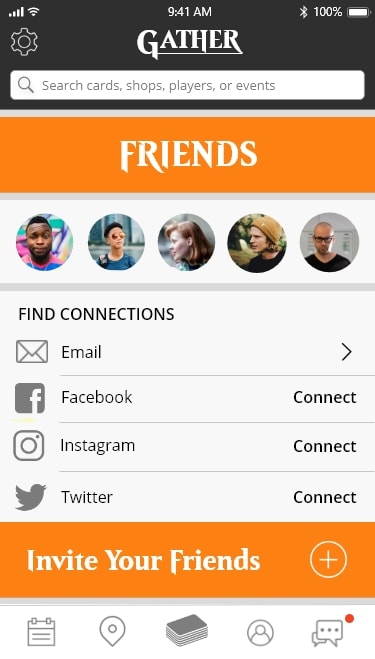 9:41 AM
100%
GATHER
Search cards, shops, players, or events
FRIENDS
FIND CONNECTIONS
Email
Facebook
Connect
Instagram
Connect
Twitter
Connect
Invite Your Friends